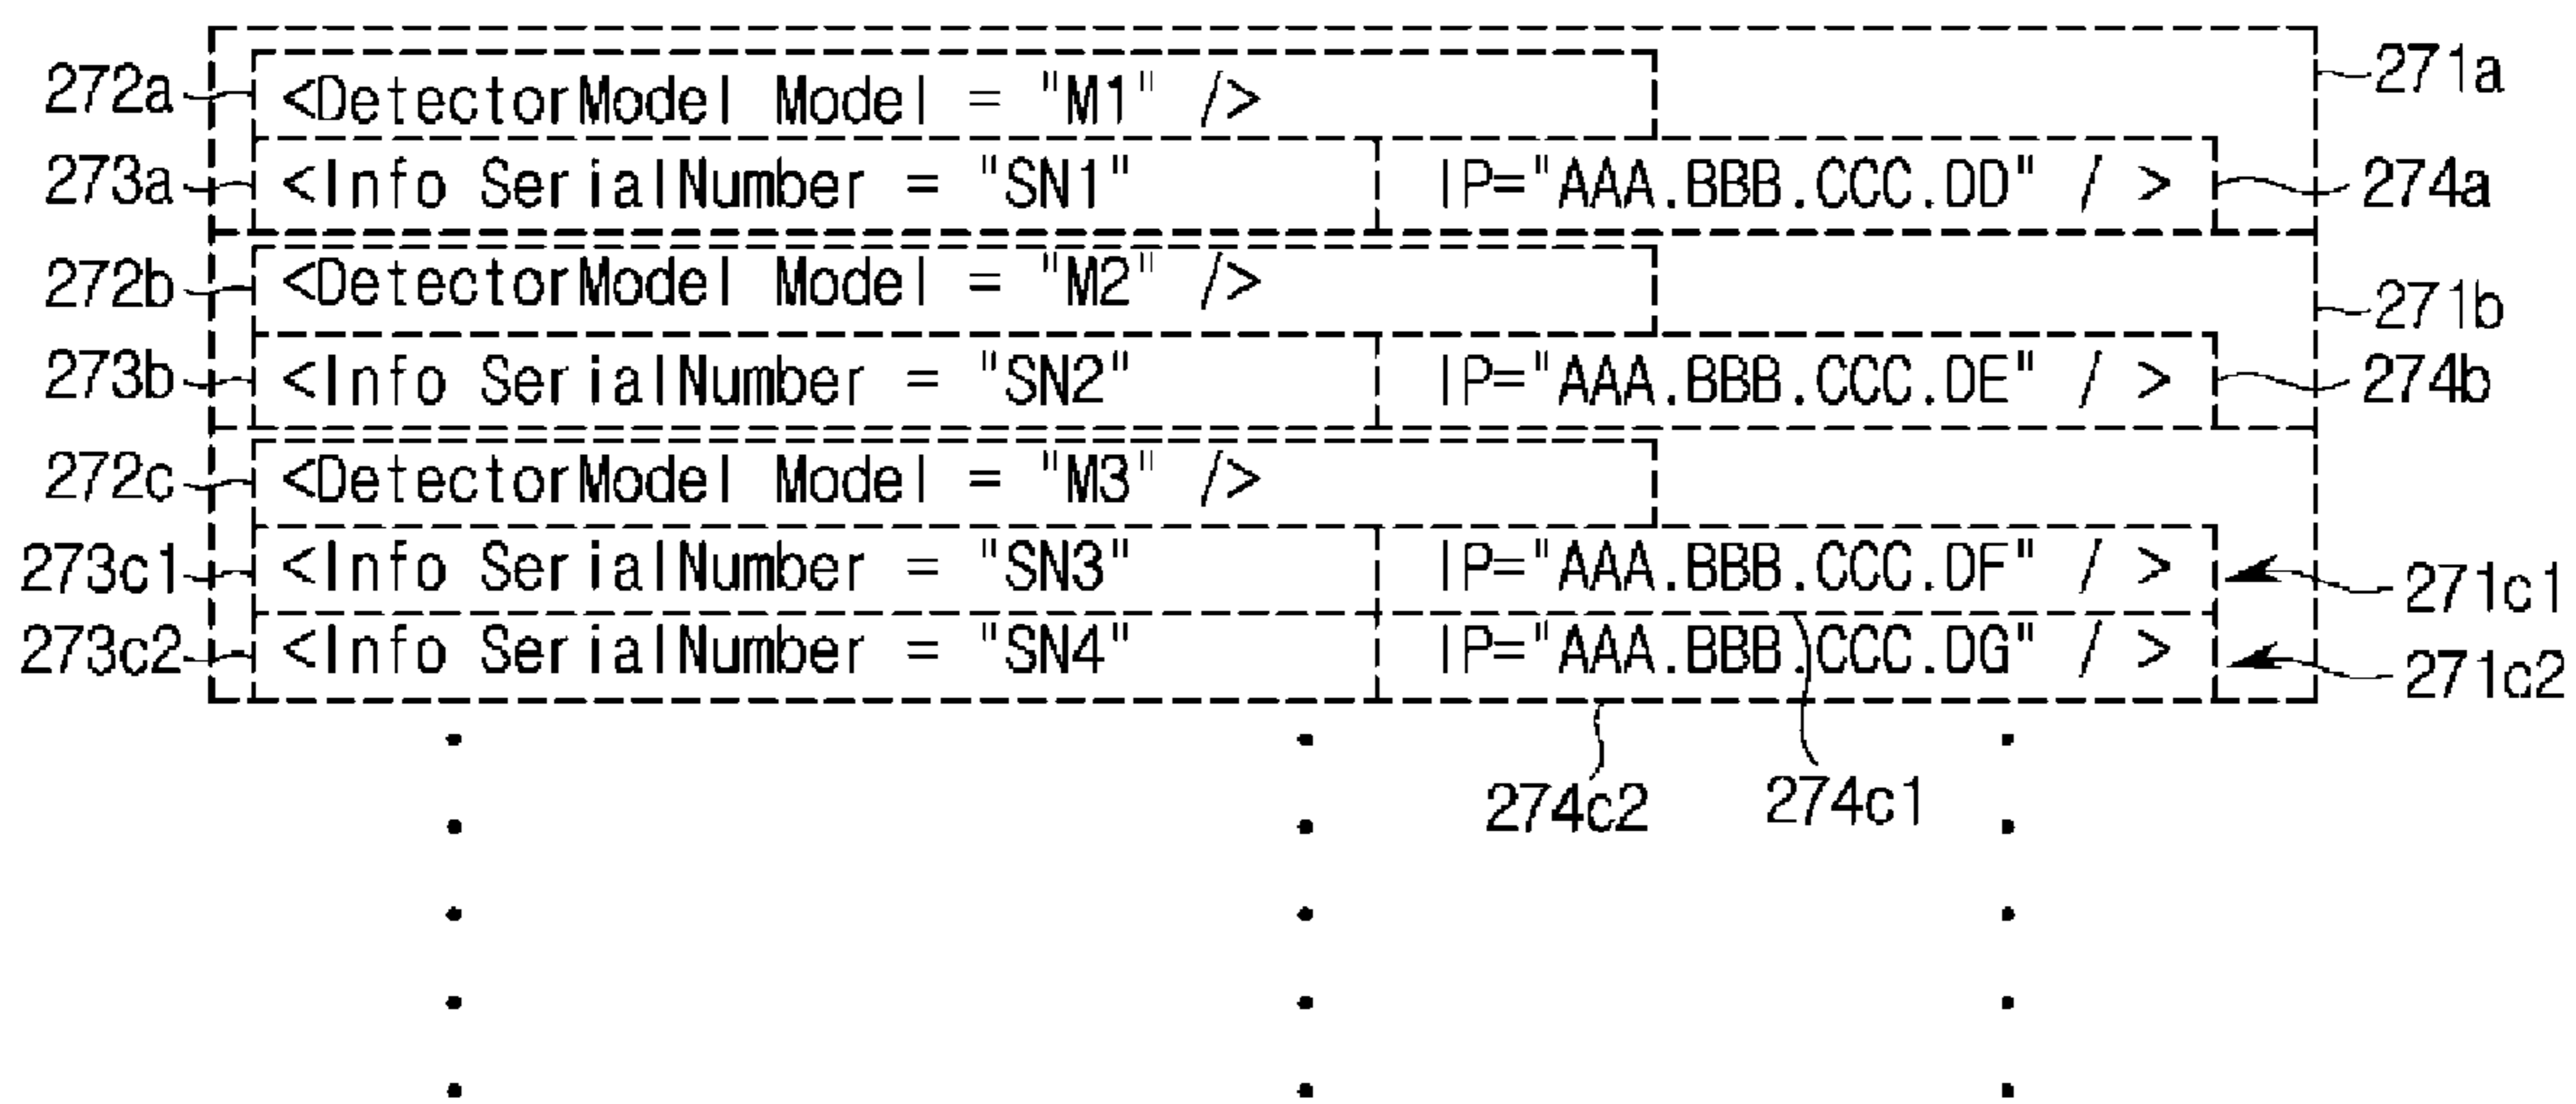 272a <DetectorModel Model = "M1" /> 271a
273a <Info SerialNumber = "SN1" IP="AAA.BBB.CCC.DD" / > 274a
272b <DetectorModel Model = "M2" /> 271b
273b <Info SerialNumber = "SN2" IP="AAA.BBB.CCC.DE" / > 274b
272c <DetectorModel Model = "M3" />
273c1 <Info SerialNumber = "SN3" IP="AAA.BBB.CCC.DF" / > 271c1
273c2 <Info SerialNumber = "SN4" IP="AAA.BBB.CCC.DG" / > 271c2
274c2 274c1